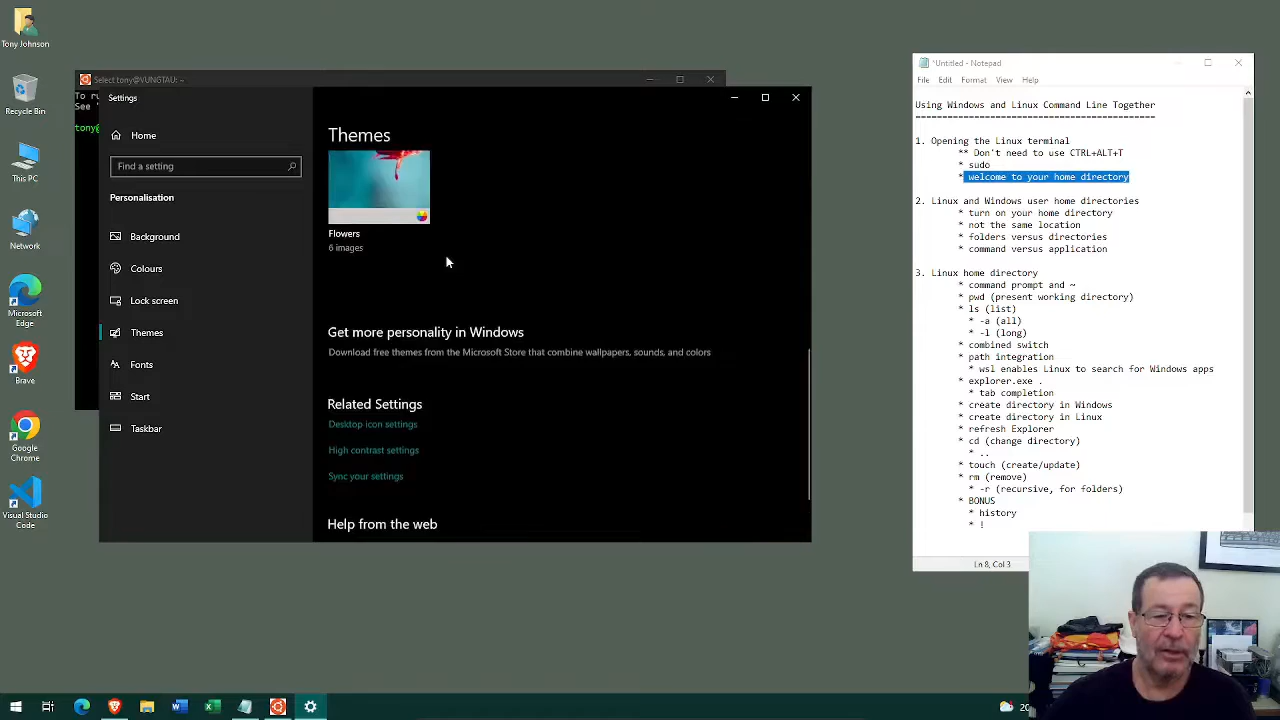 Tony Johnson
Recycle Bin
This PC
Network
Microsoft
Edge
Brave
Google
Chrome
Visual Studio
Code
Select tony@VUNGTAU: ~
To ru
See "
tony@
Settings
Home
Find a setting
Personalisation
Background
Colours
Lock screen
Themes
Fonts
Start
Taskbar
Themes
Flowers
6 images
Get more personality in Windows
Download free themes from the Microsoft Store that combine wallpapers, sounds, and colors
Related Settings
Desktop icon settings
High contrast settings
Sync your settings
Help from the web
*Untitled - Notepad
File Edit Format View Help
Using Windows and Linux Command Line Together
---------------------------------------------
1. Opening the Linux terminal
** Don't need to use CTRL+ALT+T
* sudo
* welcome to your home directory
2. Linux and Windows user home directories
* turn on your home directory
* not the same location
* folders versus directories
* command versus application
3. Linux home directory
* command prompt and ~
* pwd (present working directory)
* ls (list)
* -a (all)
* -l (long)
* combined switch
* path integration
* wsl enables Linux to search for Windows apps
* explorer.exe .
* tab completion
* create directory in Windows
* create directory in Linux
* refresh Explorer
* cd (change directory)
* ..
* touch (create/update)
* rm (remove)
* -r (recursive, for folders)
* BONUS
* history
* !
Ln 8, Col 3
20